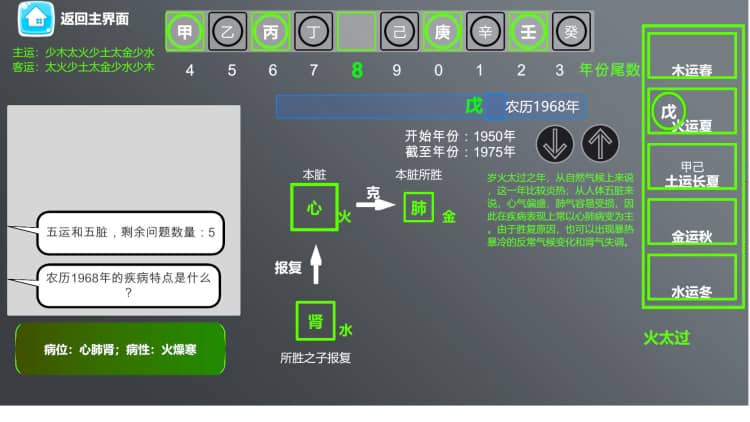 返回主界面
甲 乙 丙 丁 己 庚 辛 壬 癸
主运：少木太火少土太金少水
客运：太火少土太金少水少木
4 5 6 7 8 9 0 1 2 3 年份尾数
戊 农历1968年
开始年份：1950年
截至年份：1975年
本脏
本脏所胜
心 火
克
肺 金
报复
肾 水
所胜之子报复
岁火太过之年，从自然气候上来说
，这一年比较炎热；从人体五脏来
说，心气偏盛，肺气容易受损，因
此在疾病表现上常以心肺病变为主
。由于胜复原因，也可以出现暴热
暴冷的反常气候变化和肾气失调。
五运和五脏，剩余问题数量：5
农历1968年的疾病特点是什么
？
病位：心肺肾；病性：火燥寒
木运春
戊
火运夏
甲己
土运长夏
金运秋
水运冬
火太过